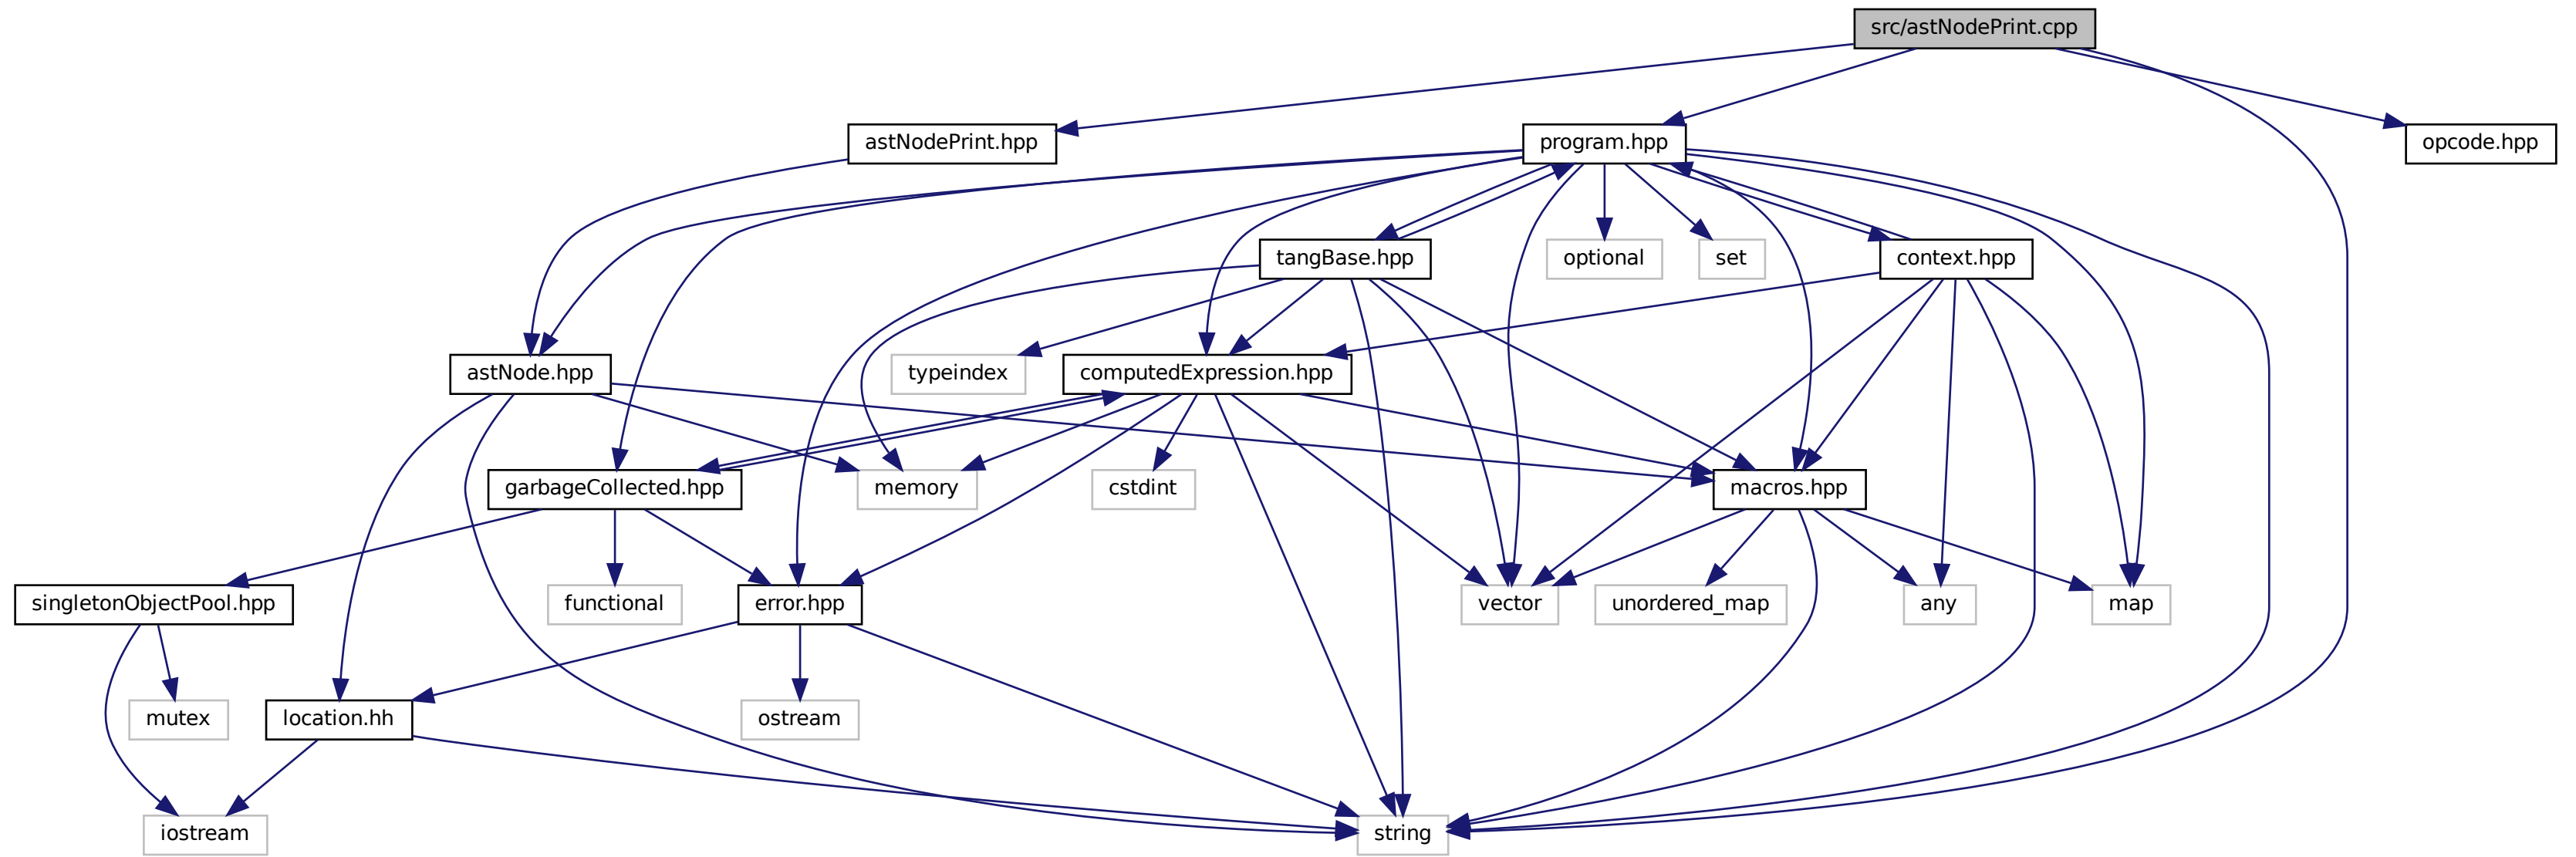 src/astNodePrint.cpp
astNodePrint.hpp
program.hpp
opcode.hpp
tangBase.hpp
optional
set
context.hpp
astNode.hpp
typeindex
computedExpression.hpp
garbageCollected.hpp
memory
cstdint
macros.hpp
singletonObjectPool.hpp
functional
error.hpp
vector
unordered_map
any
map
mutex
location.hh
ostream
iostream
string